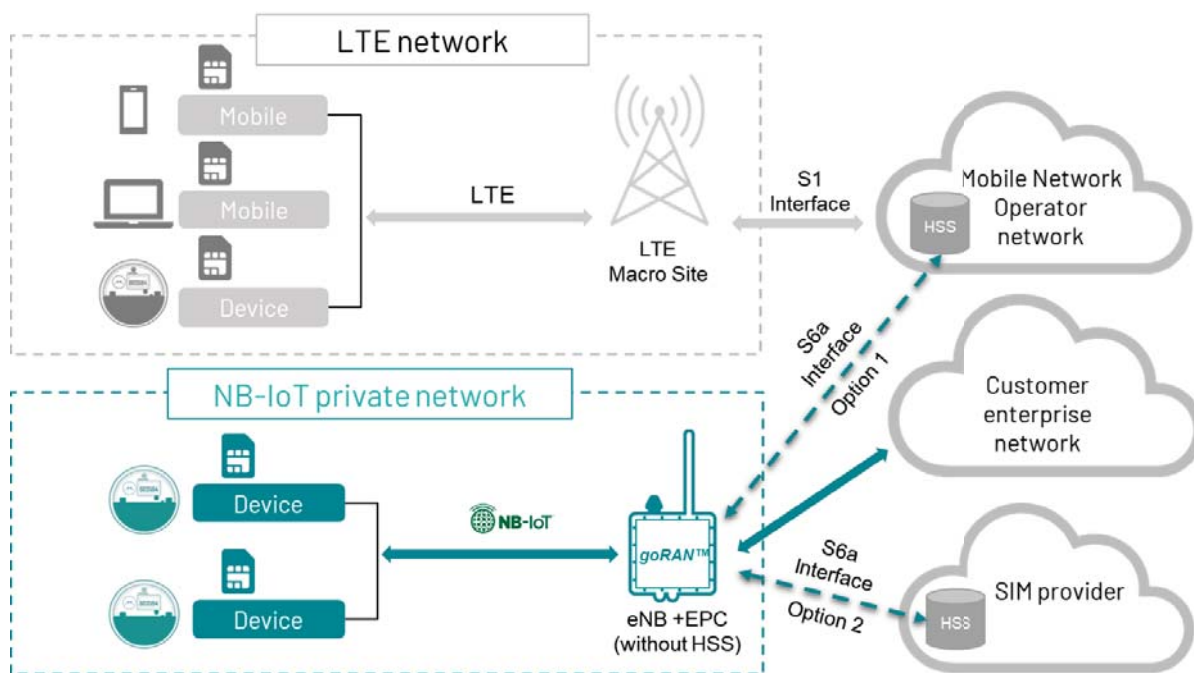 LTE network
Mobile
Mobile
Device
LTE
LTE
Macro Site
S1
Interface
Mobile Network
Operator
network
HSS
S6a
Interface
Option 1
Customer
enterprise
network
NB-IoT private network
Device
Device
NB-IoT
goRAN™
eNB +EPC
(without HSS)
S6a
Interface
Option 2
SIM provider
HSS